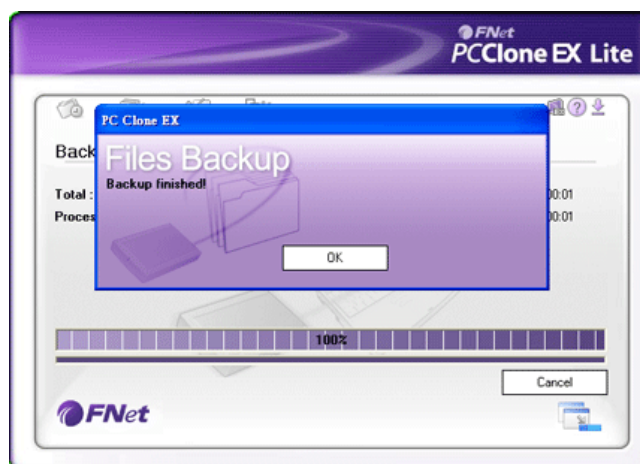 FNet
PCClone EX Lite
PC Clone EX
Back
Files Backup
Backup finished!
Total :
00:01
Proces
00:01
OK
100%
Cancel
FNet